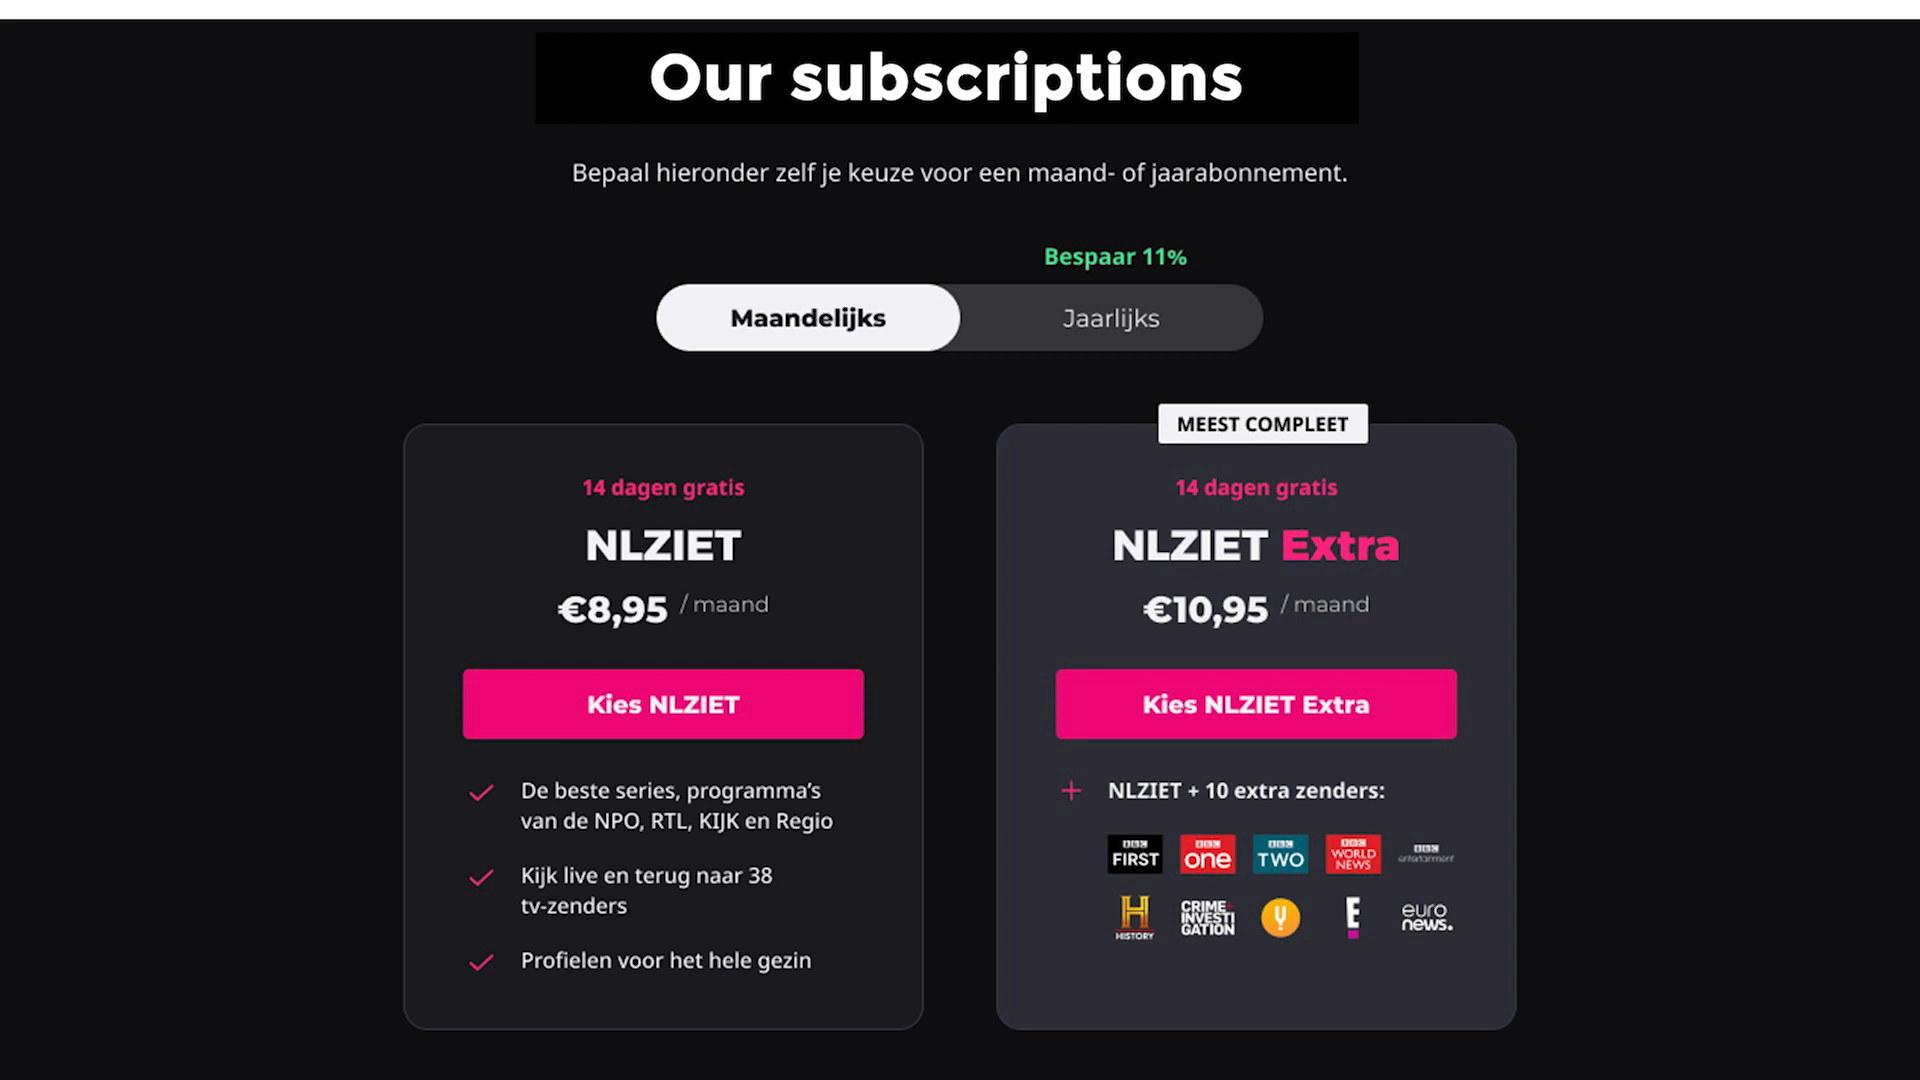 Our subscriptions
Bepaal hieronder zelf je keuze voor een maand- of jaarabonnement.
Bespaar 11%
Maandelijks
Jaarlijks
14 dagen gratis
NLZIET
€8,95 / maand
Kies NLZIET
De beste series, programma's
van de NPO, RTL, KIJK en Regio
Kijk live en terug naar 38
tv-zenders
Profielen voor het hele gezin
MEEST COMPLEET
14 dagen gratis
NLZIET Extra
€10,95 / maand
Kies NLZIET Extra
NLZIET + 10 extra zenders:
BBC
FIRST
BBC
one
BBC
TWO
BBC
WORLD
NEWS
BBC
entertainment
H
HISTORY
CRIME+
INVESTI
GATION
Y
E
euro
news.